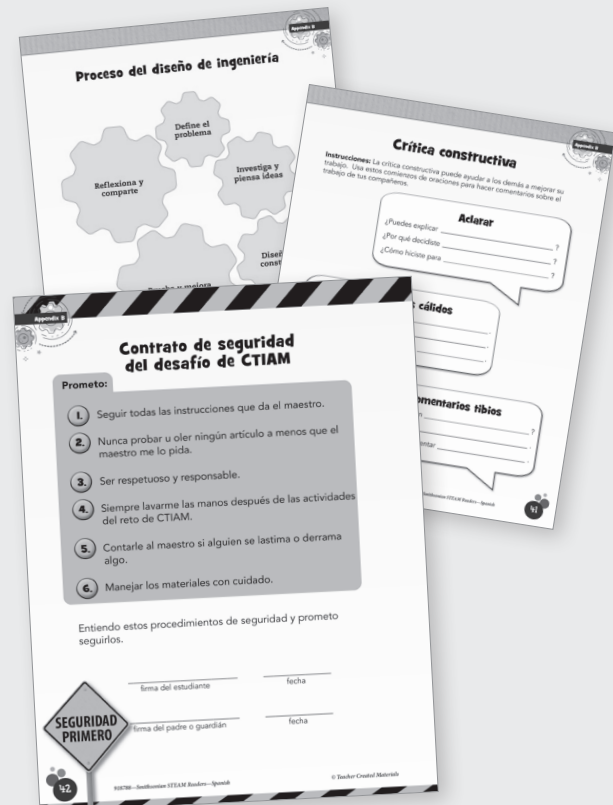 Appendix B
Proceso del diseño de ingeniería
Define el
problema
Reflexiona y
comparte
Investiga y
piensa ideas
Appendix B
Crítica constructiva
Instrucciones: La crítica constructiva puede ayudar a los demás a mejorar su
trabajo. Usa estos comienzos de oraciones para hacer comentarios sobre el
trabajo de tus compañeros.
Aclarar
¿Puedes explicar ?
¿Por qué decidiste ?
¿Cómo hiciste para ?
cálidos
tibios
Smithsonian STEAM Readers—Spanish
41
Appendix B
Contrato de seguridad
del desafío de CTIAM
Prometo:
1. Seguir todas las instrucciones que da el maestro.
2. Nunca probar u oler ningún artículo a menos que el
maestro me lo pida.
3. Ser respetuoso y responsable.
4. Siempre lavarme las manos después de las actividades
del reto de CTIAM.
5. Contarle al maestro si alguien se lastima o derrama
algo.
6. Manejar los materiales con cuidado.
Entiendo estos procedimientos de seguridad y prometo
seguirlos.
firma del estudiante
fecha
firma del padre o guardián
fecha
SEGURIDAD
PRIMERO
42
Smithsonian STEAM Readers—Spanish
© Teacher Created Materials